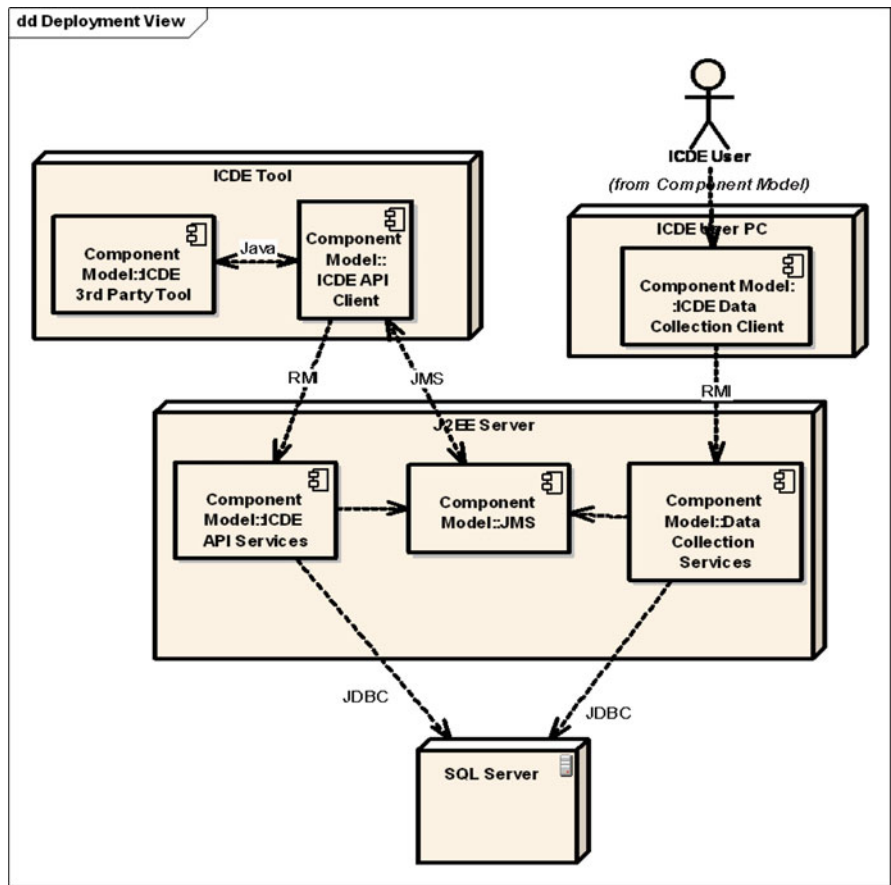 dd Deployment View
ICDE User
(from Component Model)
ICDE Tool
Component
Model::ICDE
3rd Party Tool
Java
Component
Model::
ICDE API
Client
ICDE User PC
Component Model:
:ICDE Data
Collection Client
RMI
JMS
RMI
J2EE Server
Component
Model::ICDE
API Services
Component
Model::JMS
Component
Model::Data
Collection
Services
JDBC
JDBC
SQL Server